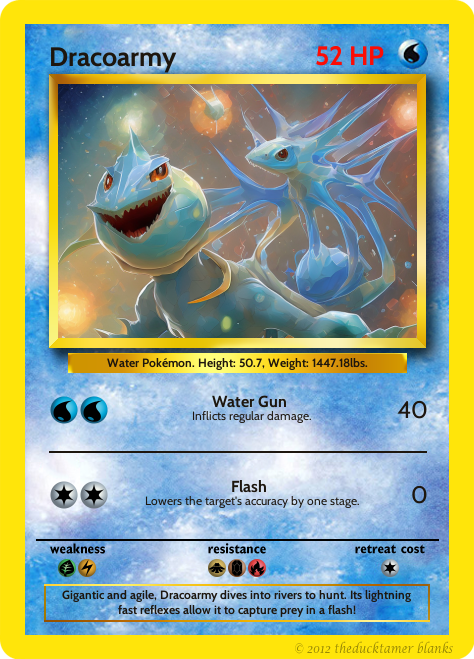 Dracoarmy 52 HP
Water Pokémon. Height: 50.7, Weight: 1447.18lbs.
Water Gun
Inflicts regular damage.
40
Flash
Lowers the target's accuracy by one stage.
0
weakness resistance retreat cost
Gigantic and agile, Dracoarmy dives into rivers to hunt. Its lightning
fast reflexes allow it to capture prey in a flash!
© 2012 theducktamer blanks